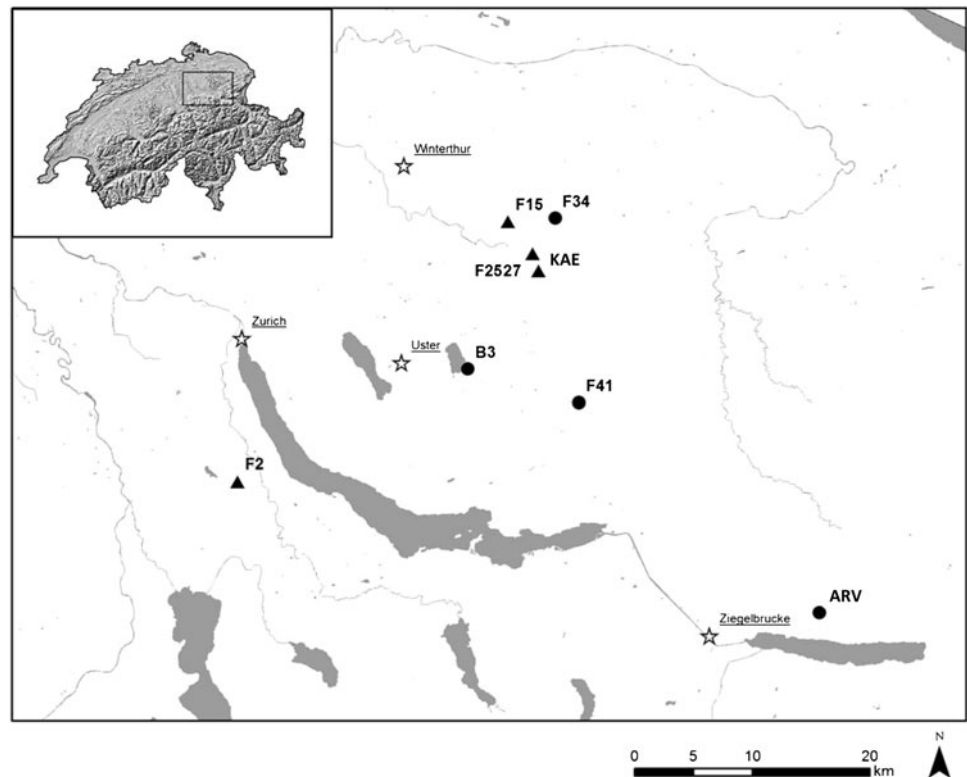 Winterthur
F15
F34
KAE
F2527
Zurich
Uster
B3
F41
F2
ARV
Ziegelbrucke
N
0 5 10 20
km